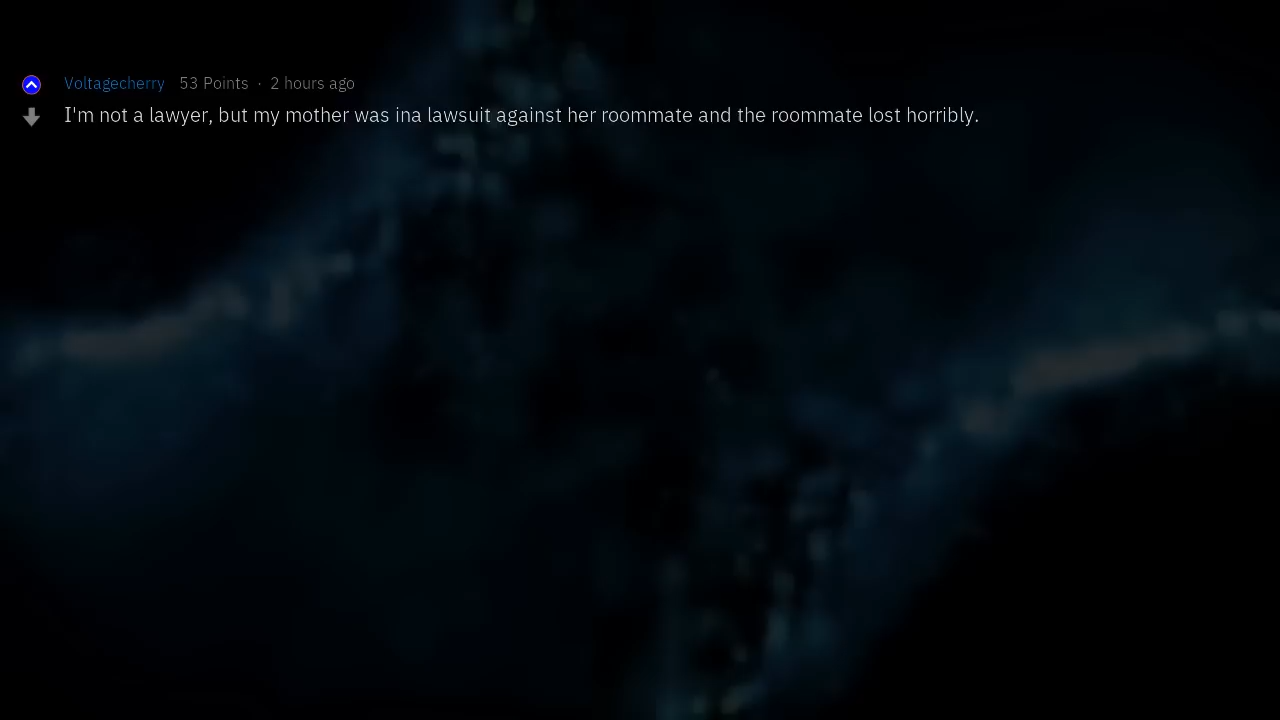 Voltagecherry 53 Points · 2 hours ago
I'm not a lawyer, but my mother was ina lawsuit against her roommate and the roommate lost horribly.